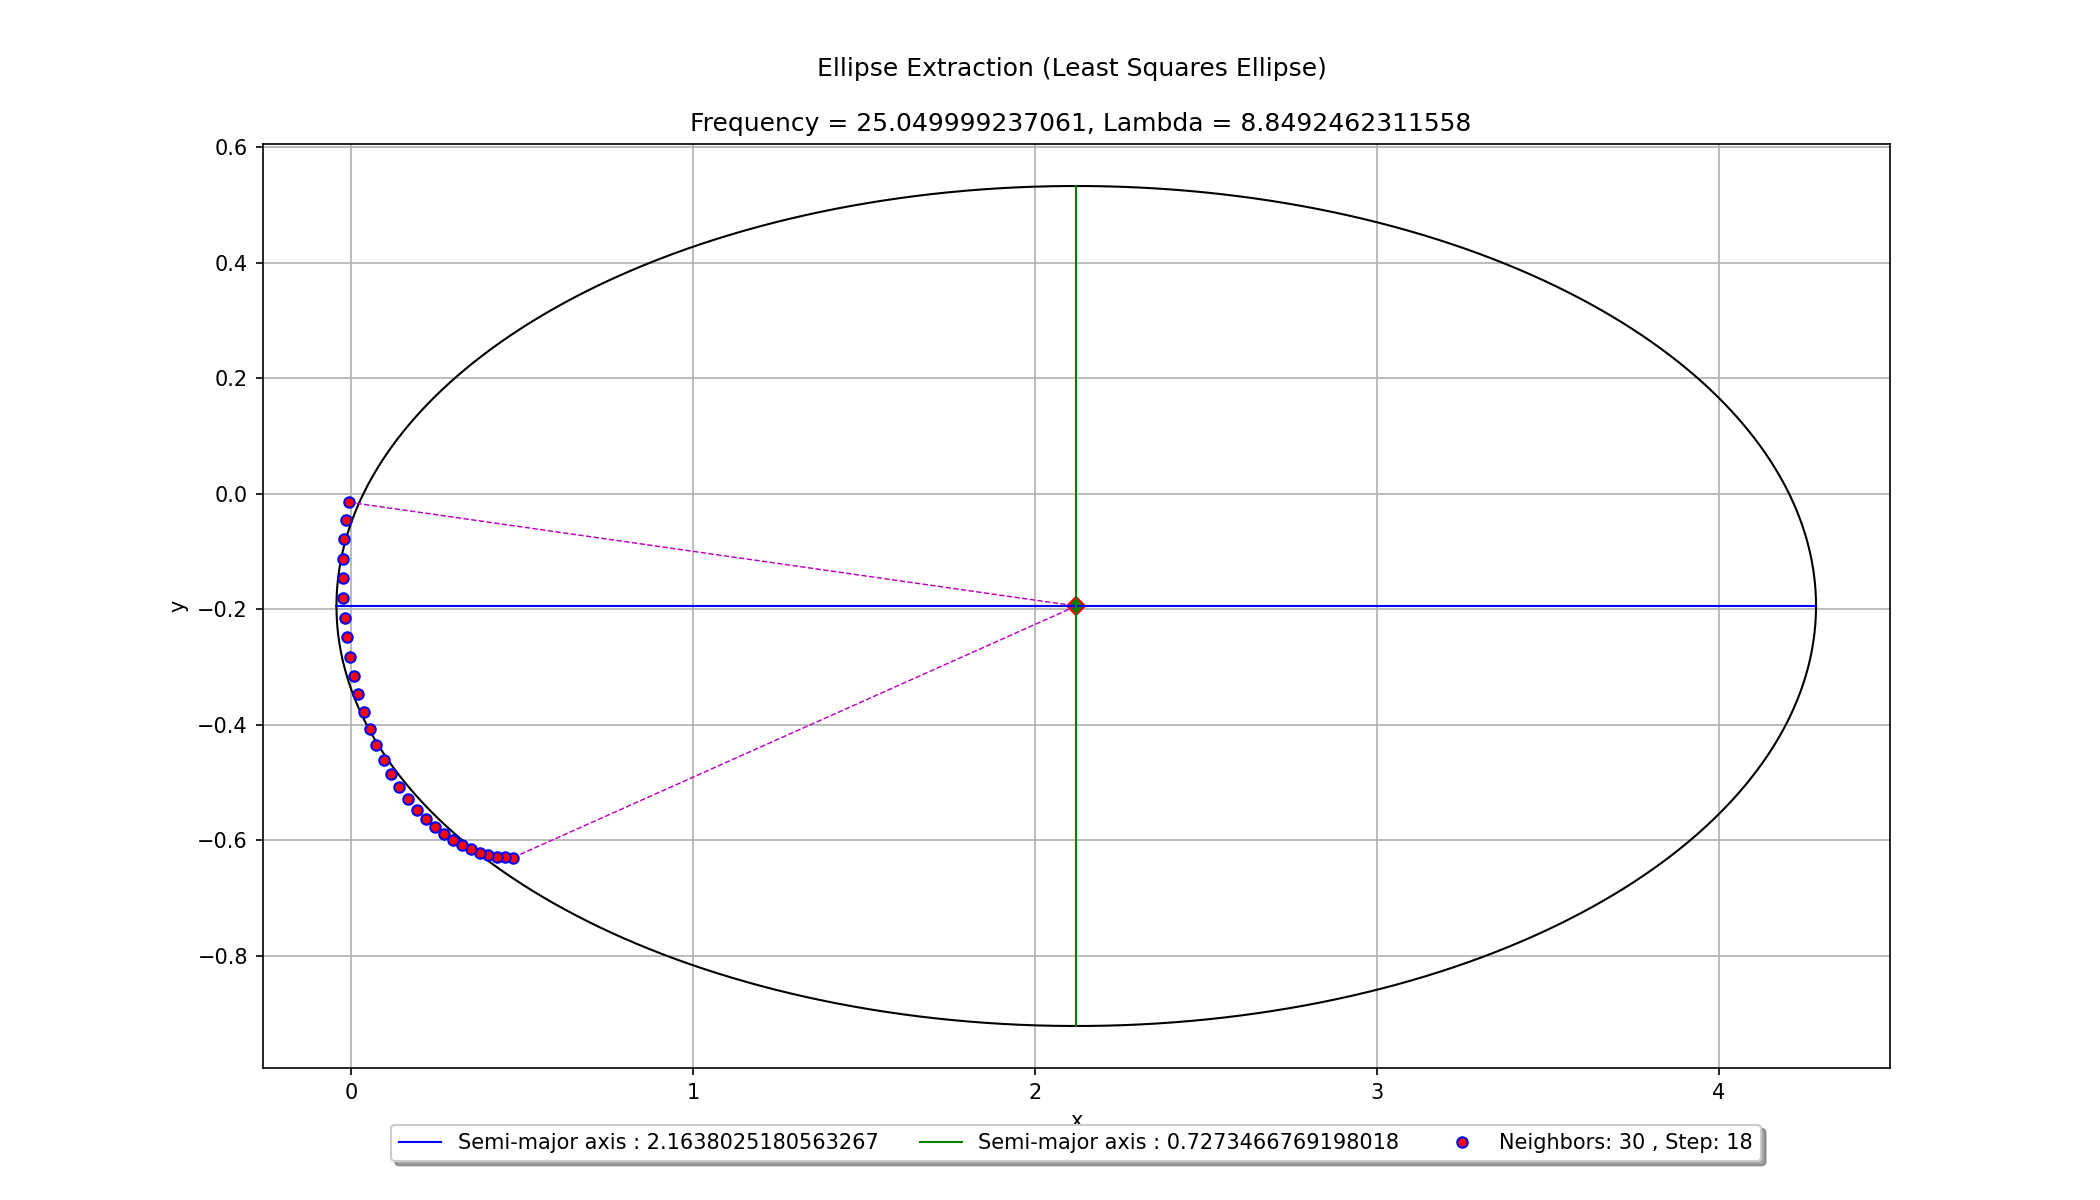 Ellipse Extraction (Least Squares Ellipse)
Frequency = 25.049999237061, Lambda = 8.8492462311558
0.6
0.4
0.2
0.0
−0.2
−0.4
−0.6
−0.8
y
0 1 2 3 4
x
Semi-major axis : 2.1638025180563267 Semi-major axis : 0.7273466769198018 Neighbors: 30 , Step: 18